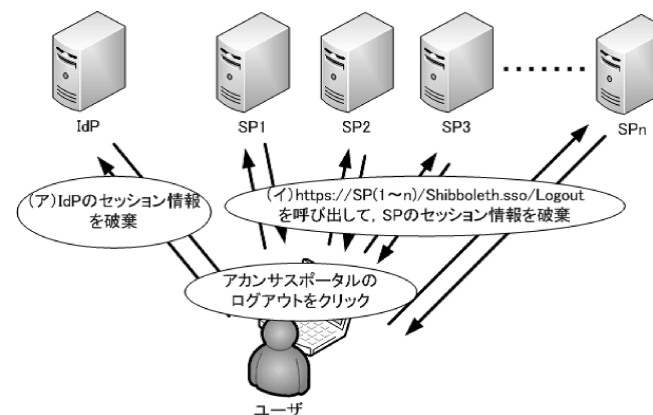 IdP
SP1
SP2
SP3
SPn
(ア)IdPのセッション情報
を破棄
(イ)https://SP(1～n)/Shibboleth.sso/Logout
を呼び出して，SPのセッション情報を破棄
アカンサスポータルの
ログアウトをクリック
ユーザ